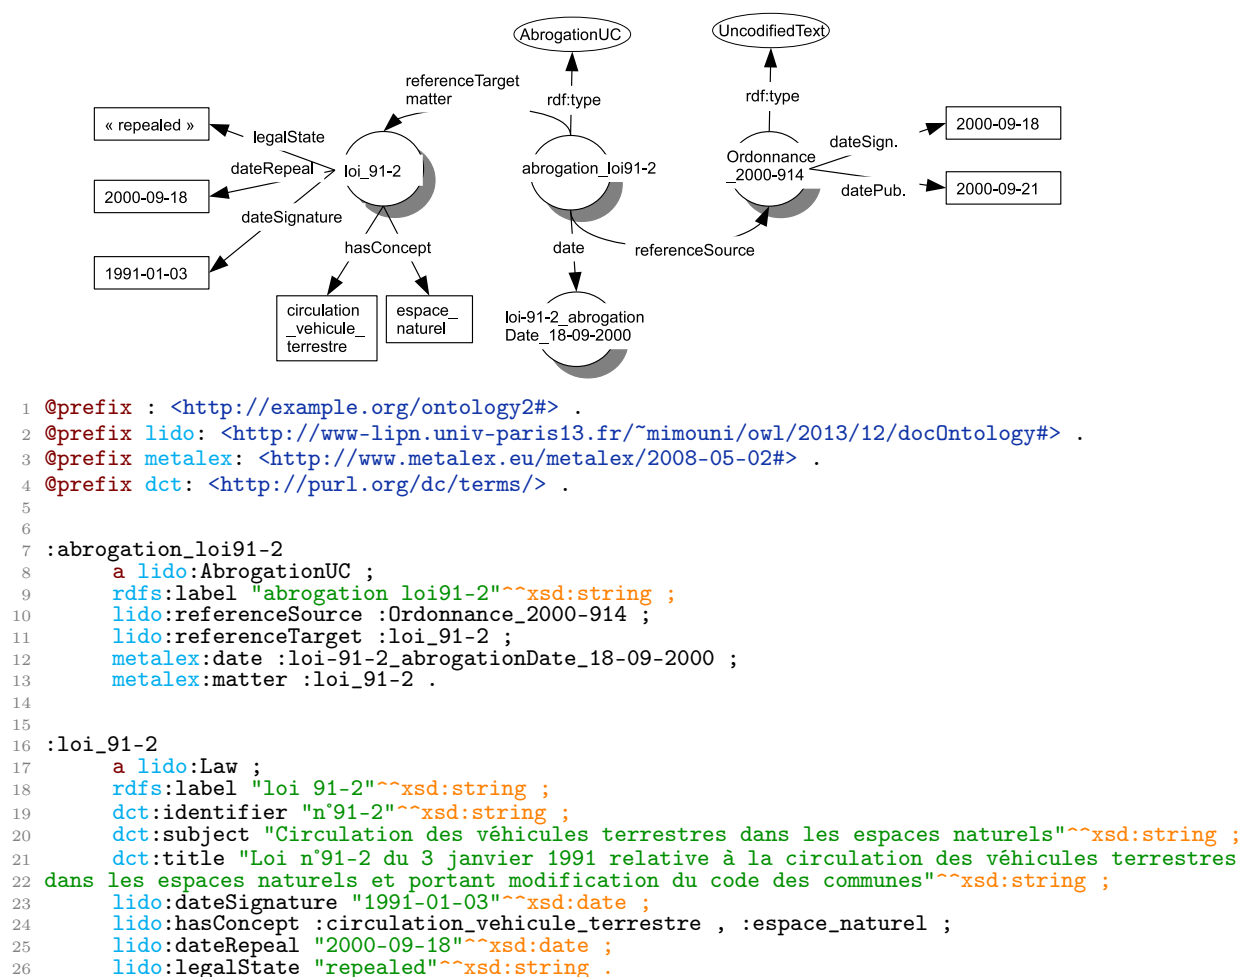 AbrogationUC
UncodifiedText
referenceTarget
matter
rdf:type
rdf:type
« repealed »
legalState
dateRepeal
2000-09-18
dateSignature
1991-01-03
loi_91-2
abrogation_loi91-2
Ordonnance
_2000-914
dateSign.
2000-09-18
datePub.
2000-09-21
hasConcept
date
referenceSource
circulation
_vehicule_
terrestre
espace_
naturel
loi-91-2_abrogation
Date_18-09-2000
1 @prefix : <http://example.org/ontology2#> .
2 @prefix lido: <http://www-lipn.univ-paris13.fr/~mimouni/owl/2013/12/docOntology#> .
3 @prefix metalex: <http://www.metalex.eu/metalex/2008-05-02#> .
4 @prefix dct: <http://purl.org/dc/terms/> .
5
6
7 :abrogation_loi91-2
8 a lido:AbrogationUC ;
9 rdfs:label "abrogation loi91-2"^^xsd:string ;
10 lido:referenceSource :Ordonnance_2000-914 ;
11 lido:referenceTarget :loi_91-2 ;
12 metalex:date :loi-91-2_abrogationDate_18-09-2000 ;
13 metalex:matter :loi_91-2 .
14
15
16 :loi_91-2
17 a lido:Law ;
18 rdfs:label "loi 91-2"^^xsd:string ;
19 dct:identifier "n°91-2"^^xsd:string ;
20 dct:subject "Circulation des véhicules terrestres dans les espaces naturels"^^xsd:string ;
21 dct:title "Loi n°91-2 du 3 janvier 1991 relative à la circulation des véhicules terrestres
22 dans les espaces naturels et portant modification du code des communes"^^xsd:string ;
23 lido:dateSignature "1991-01-03"^^xsd:date ;
24 lido:hasConcept :circulation_vehicule_terrestre , :espace_naturel ;
25 lido:dateRepeal "2000-09-18"^^xsd:date ;
26 lido:legalState "repealed"^^xsd:string .